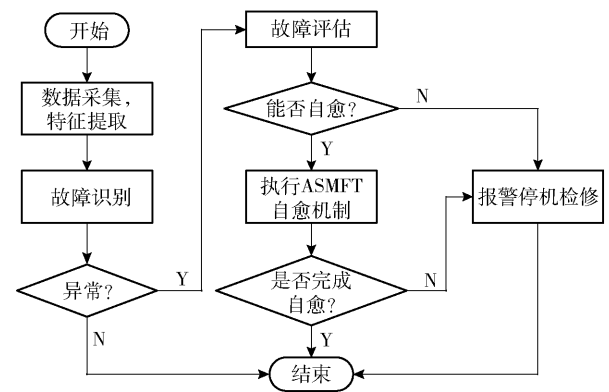 开始
数据采集，
特征提取
故障识别
异常？
Y
N
故障评估
能否自愈？
N
Y
执行ASMFT
自愈机制
是否完成
自愈？
N
Y
报警停机检修
结束